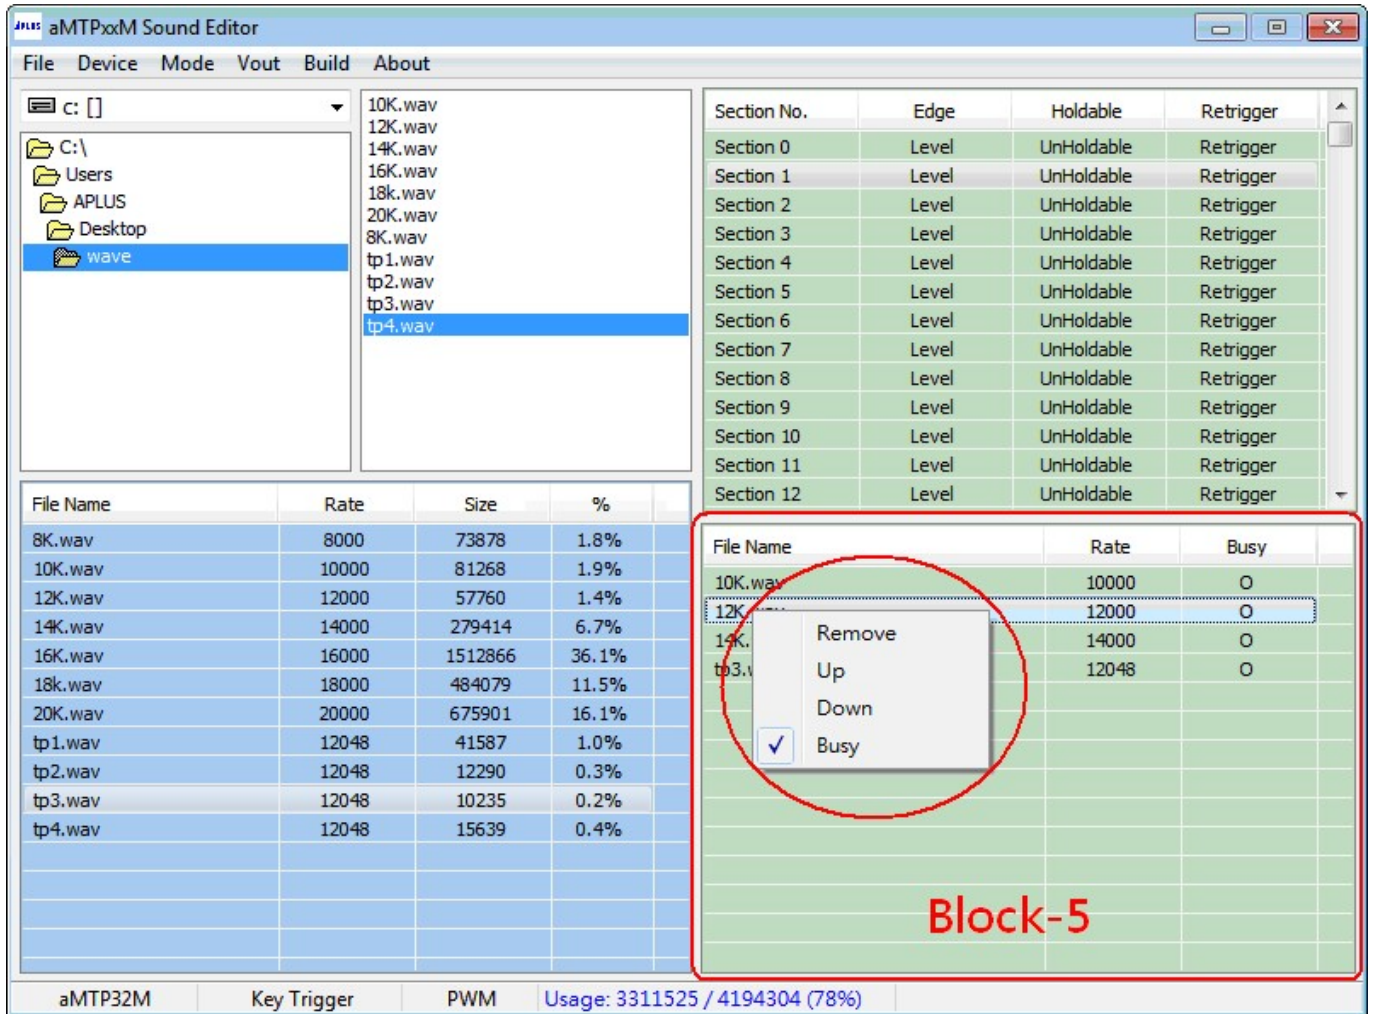 APLUS aMTPxxM Sound Editor
File Device Mode Vout Build About
c: []
C:\
Users
APLUS
Desktop
wave
10K.wav
12K.wav
14K.wav
16K.wav
18k.wav
20K.wav
8K.wav
tp1.wav
tp2.wav
tp3.wav
tp4.wav
Section No. Edge Holdable Retrigger
Section 0 Level UnHoldable Retrigger
Section 1 Level UnHoldable Retrigger
Section 2 Level UnHoldable Retrigger
Section 3 Level UnHoldable Retrigger
Section 4 Level UnHoldable Retrigger
Section 5 Level UnHoldable Retrigger
Section 6 Level UnHoldable Retrigger
Section 7 Level UnHoldable Retrigger
Section 8 Level UnHoldable Retrigger
Section 9 Level UnHoldable Retrigger
Section 10 Level UnHoldable Retrigger
Section 11 Level UnHoldable Retrigger
Section 12 Level UnHoldable Retrigger
File Name Rate Size %
8K.wav 8000 73878 1.8%
10K.wav 10000 81268 1.9%
12K.wav 12000 57760 1.4%
14K.wav 14000 279414 6.7%
16K.wav 16000 1512866 36.1%
18k.wav 18000 484079 11.5%
20K.wav 20000 675901 16.1%
tp1.wav 12048 41587 1.0%
tp2.wav 12048 12290 0.3%
tp3.wav 12048 10235 0.2%
tp4.wav 12048 15639 0.4%
File Name Rate Busy
10K.wav 10000 O
12K.wav 12000 O
14K. 14000 O
tp3. 12048 O
Remove
Up
Down
Busy
Block-5
aMTP32M Key Trigger PWM Usage: 3311525 / 4194304 (78%)